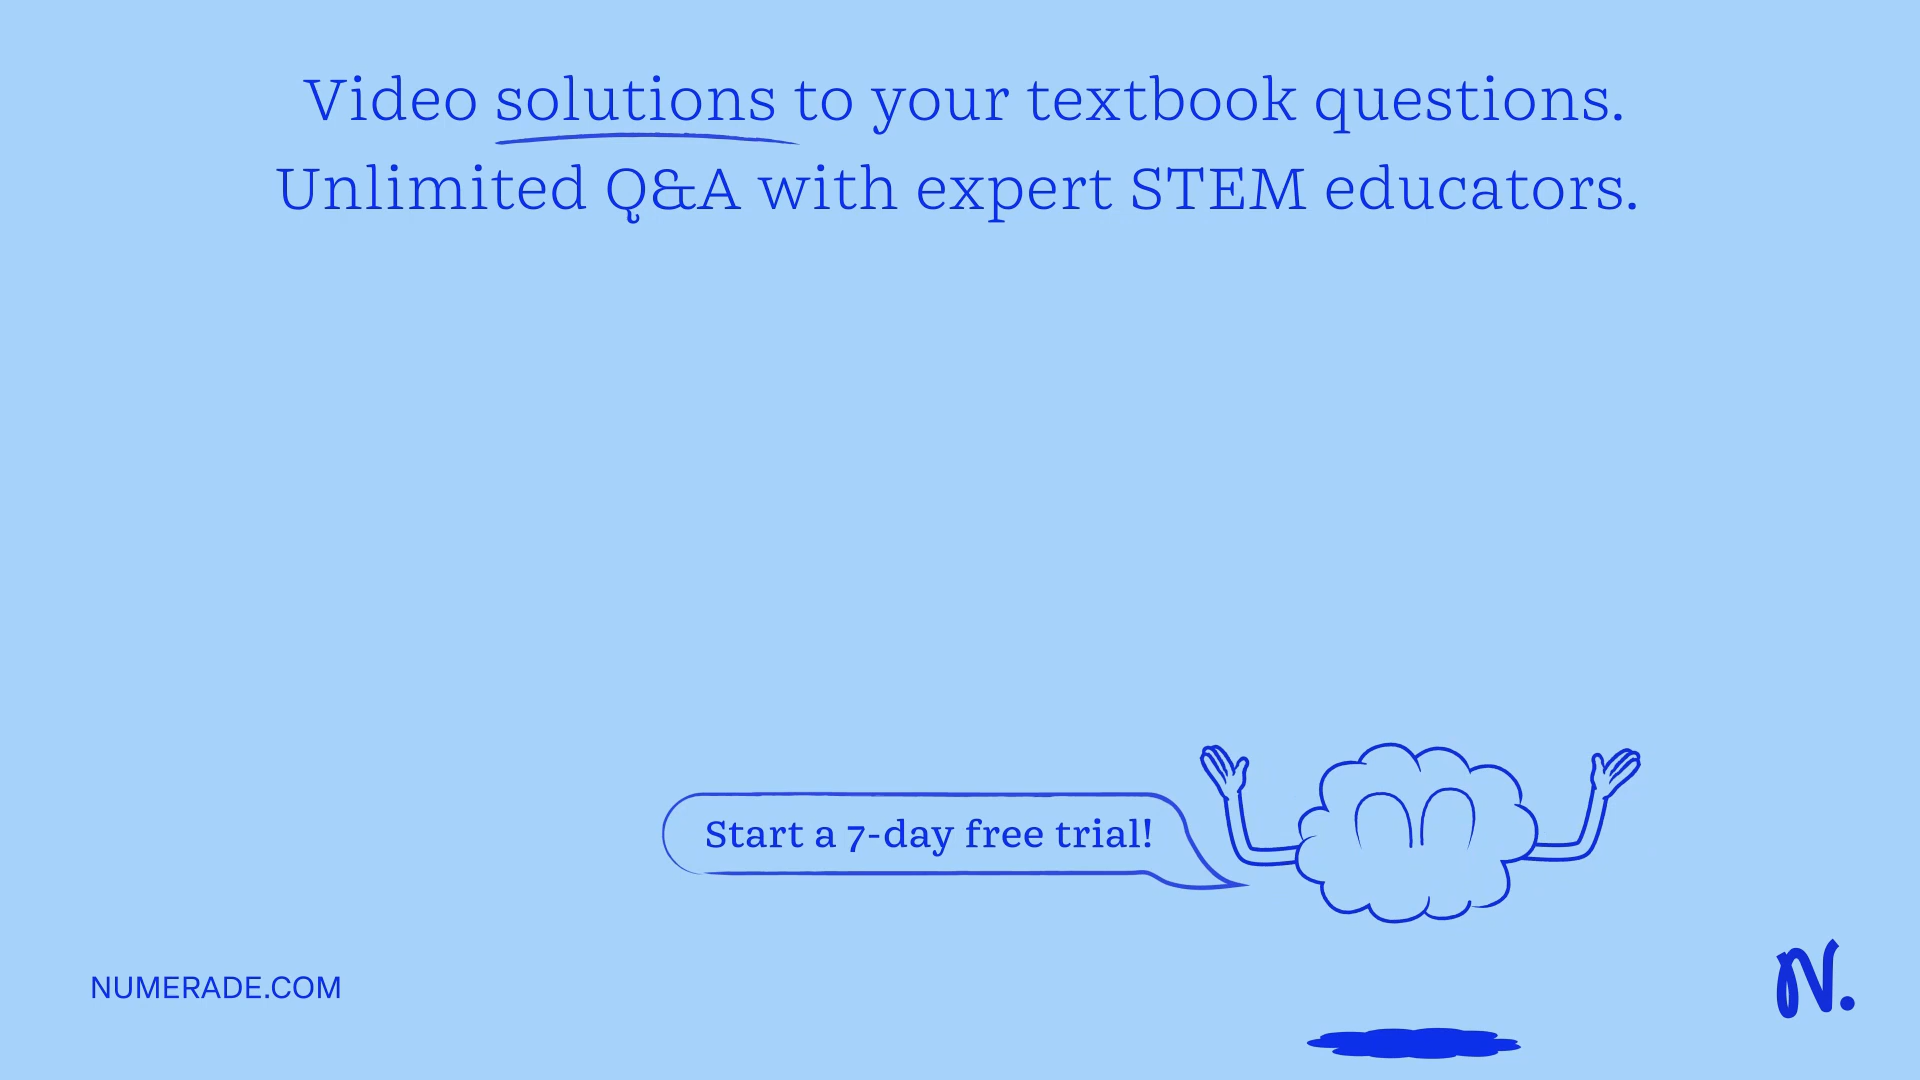 Video solutions to your textbook questions.
Unlimited Q&A with expert STEM educators.
Start a 7-day free trial!
NUMERADE.COM
N.